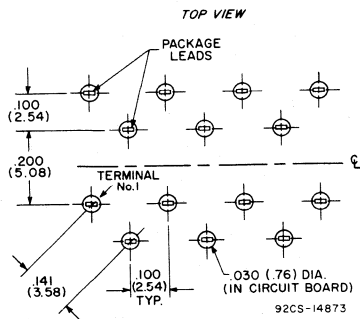 TOP VIEW
PACKAGE
LEADS
.100
(2.54)
.200
(5.08)
℄
TERMINAL
No.1
.141
(3.58)
.100
(2.54)
TYP.
.030 (.76) DIA.
(IN CIRCUIT BOARD)
92CS-14873